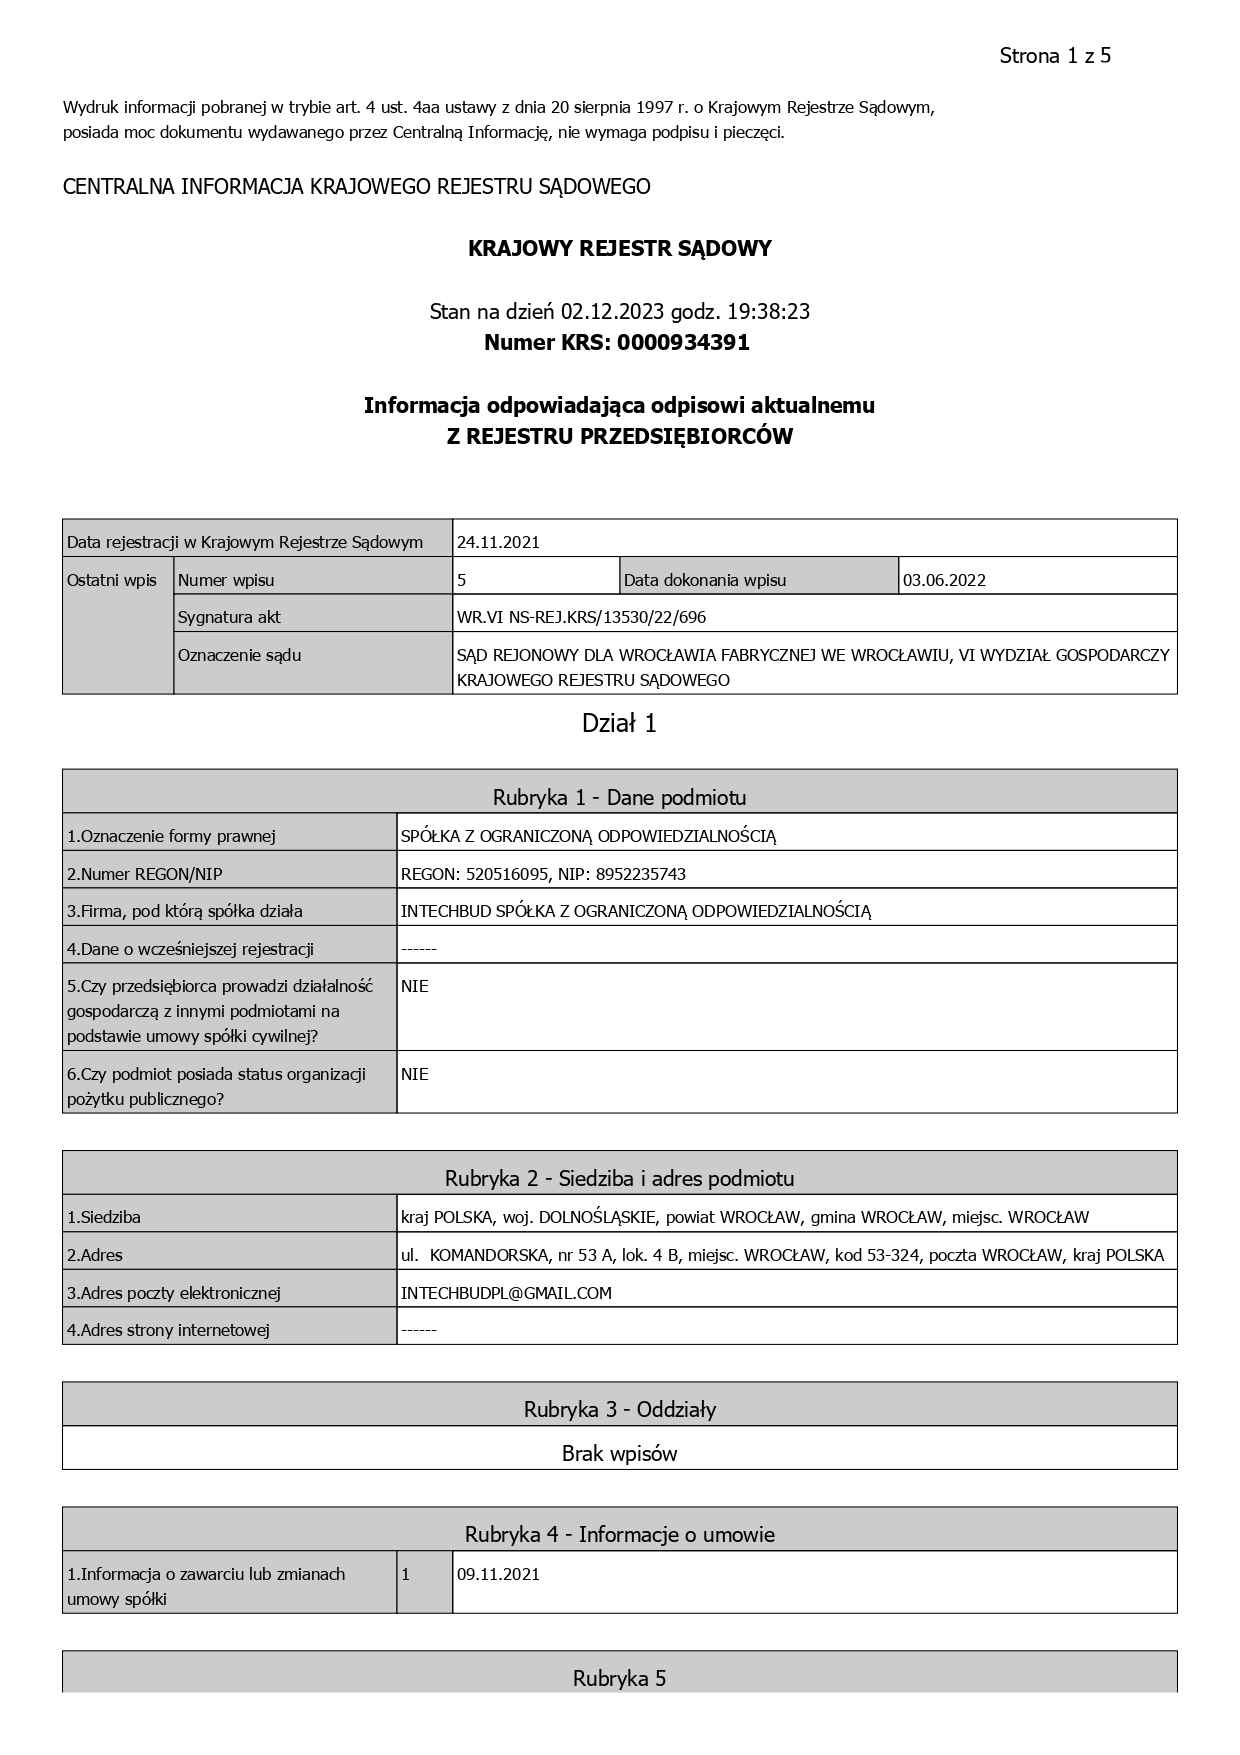 Strona 1 z 5
Wydruk informacji pobranej w trybie art. 4 ust. 4aa ustawy z dnia 20 sierpnia 1997 r. o Krajowym Rejestrze Sądowym,
posiada moc dokumentu wydawanego przez Centralną Informację, nie wymaga podpisu i pieczęci.
CENTRALNA INFORMACJA KRAJOWEGO REJESTRU SĄDOWEGO
KRAJOWY REJESTR SĄDOWY
Stan na dzień 02.12.2023 godz. 19:38:23
Numer KRS: 0000934391
Informacja odpowiadająca odpisowi aktualnemu
Z REJESTRU PRZEDSIĘBIORCÓW
Data rejestracji w Krajowym Rejestrze Sądowym 24.11.2021
Ostatni wpis Numer wpisu 5 Data dokonania wpisu 03.06.2022
Sygnatura akt WR.VI NS-REJ.KRS/13530/22/696
Oznaczenie sądu SĄD REJONOWY DLA WROCŁAWIA FABRYCZNEJ WE WROCŁAWIU, VI WYDZIAŁ GOSPODARCZY
KRAJOWEGO REJESTRU SĄDOWEGO
Dział 1
Rubryka 1 - Dane podmiotu
1.Oznaczenie formy prawnej SPÓŁKA Z OGRANICZONĄ ODPOWIEDZIALNOŚCIĄ
2.Numer REGON/NIP REGON: 520516095, NIP: 8952235743
3.Firma, pod którą spółka działa INTECHBUD SPÓŁKA Z OGRANICZONĄ ODPOWIEDZIALNOŚCIĄ
4.Dane o wcześniejszej rejestracji ------
5.Czy przedsiębiorca prowadzi działalność NIE
gospodarczą z innymi podmiotami na
podstawie umowy spółki cywilnej?
6.Czy podmiot posiada status organizacji NIE
pożytku publicznego?
Rubryka 2 - Siedziba i adres podmiotu
1.Siedziba kraj POLSKA, woj. DOLNOŚLĄSKIE, powiat WROCŁAW, gmina WROCŁAW, miejsc. WROCŁAW
2.Adres ul. KOMANDORSKA, nr 53 A, lok. 4 B, miejsc. WROCŁAW, kod 53-324, poczta WROCŁAW, kraj POLSKA
3.Adres poczty elektronicznej INTECHBUDPL@GMAIL.COM
4.Adres strony internetowej ------
Rubryka 3 - Oddziały
Brak wpisów
Rubryka 4 - Informacje o umowie
1.Informacja o zawarciu lub zmianach 1 09.11.2021
umowy spółki
Rubryka 5